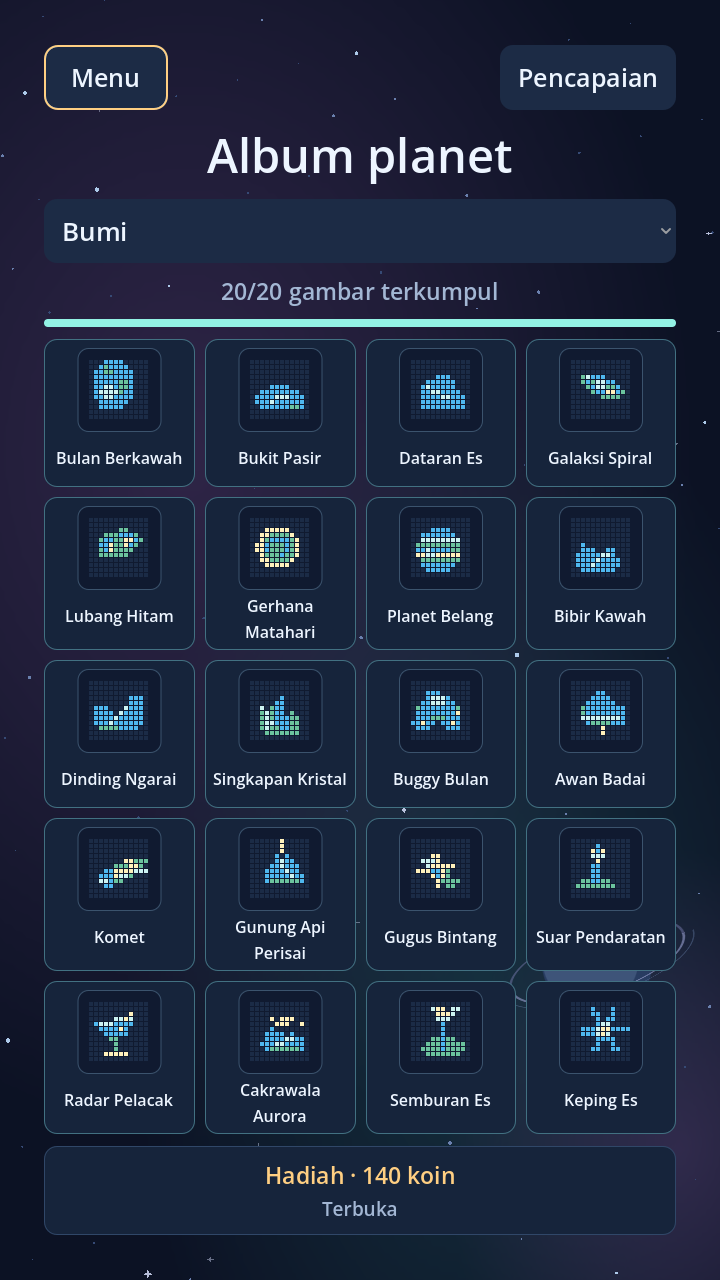 Menu
Pencapaian
Album planet
Bumi
20/20 gambar terkumpul
Bulan Berkawah
Bukit Pasir
Dataran Es
Galaksi Spiral
Lubang Hitam
Gerhana
Matahari
Planet Belang
Bibir Kawah
Dinding Ngarai
Singkapan Kristal
Buggy Bulan
Awan Badai
Komet
Gunung Api
Perisai
Gugus Bintang
Suar Pendaratan
Radar Pelacak
Cakrawala
Aurora
Semburan Es
Keping Es
Hadiah · 140 koin
Terbuka